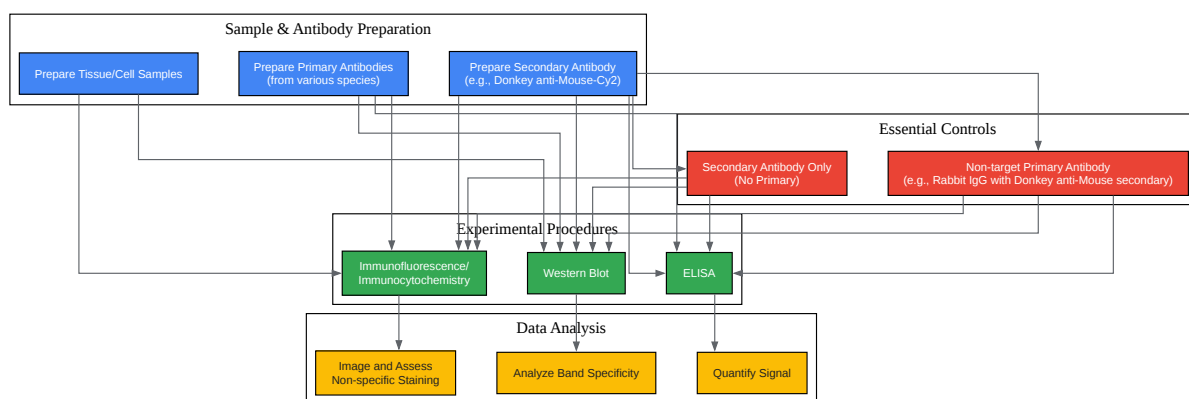 Sample & Antibody Preparation
Prepare Tissue/Cell Samples
Prepare Primary Antibodies
(from various species)
Prepare Secondary Antibody
(e.g., Donkey anti-Mouse-Cy2)
Essential Controls
Secondary Antibody Only
(No Primary)
Non-target Primary Antibody
(e.g., Rabbit IgG with Donkey anti-Mouse secondary)
Experimental Procedures
Immunofluorescence/
Immunocytochemistry
Western Blot
ELISA
Data Analysis
Image and Assess
Non-specific Staining
Analyze Band Specificity
Quantify Signal